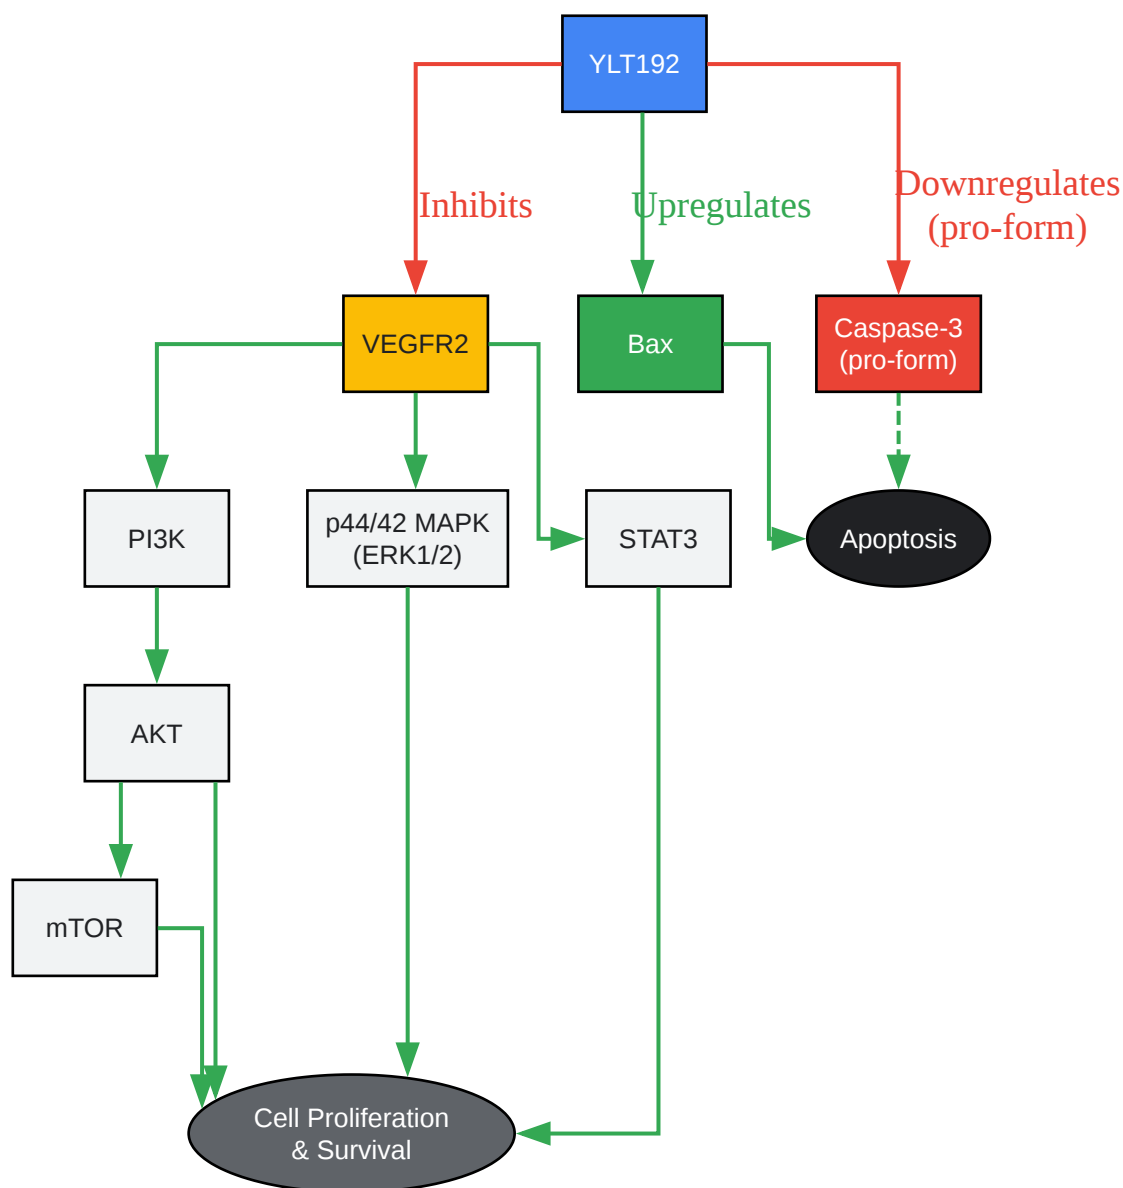 YLT192
Inhibits
Upregulates
Downregulates
(pro-form)
VEGFR2
Bax
Caspase-3
(pro-form)
PI3K
p44/42 MAPK
(ERK1/2)
STAT3
Apoptosis
AKT
mTOR
Cell Proliferation
& Survival